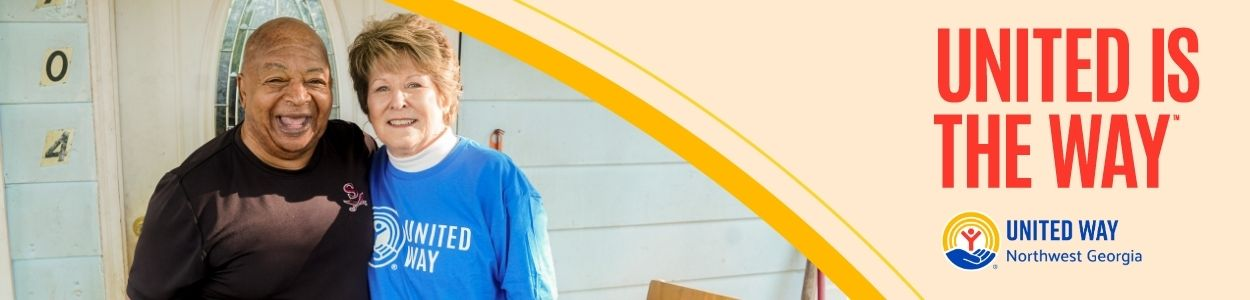 0
4
UNITED
WAY
®
UNITED IS
THE WAY™
UNITED WAY
Northwest Georgia
®